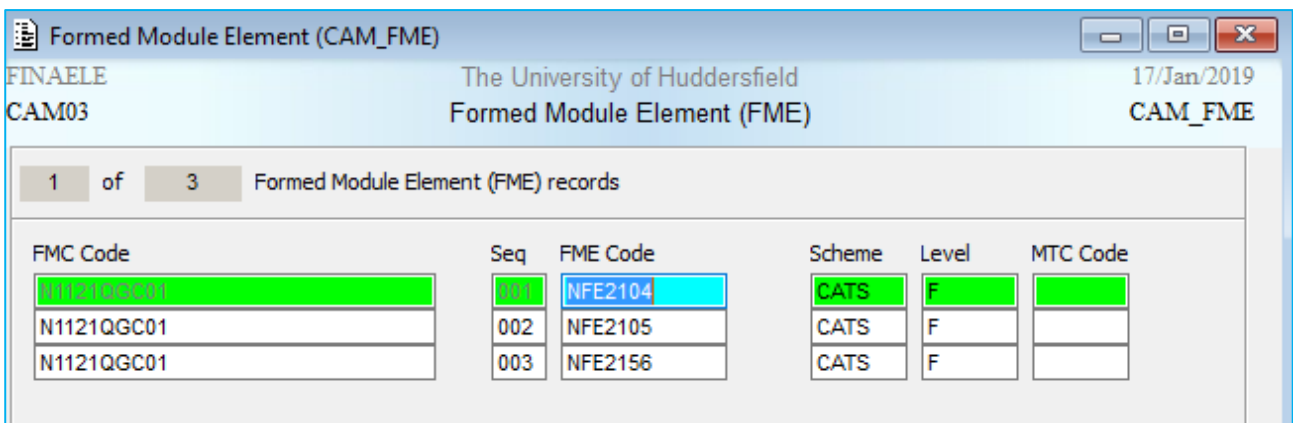 Formed Module Element (CAM_FME)
FINAELE The University of Huddersfield 17/Jan/2019
CAM03 Formed Module Element (FME) CAM_FME
1 of 3 Formed Module Element (FME) records
FMC Code Seq FME Code Scheme Level MTC Code
N1121QGC01 001 NFE2104 CATS F
N1121QGC01 002 NFE2105 CATS F
N1121QGC01 003 NFE2156 CATS F